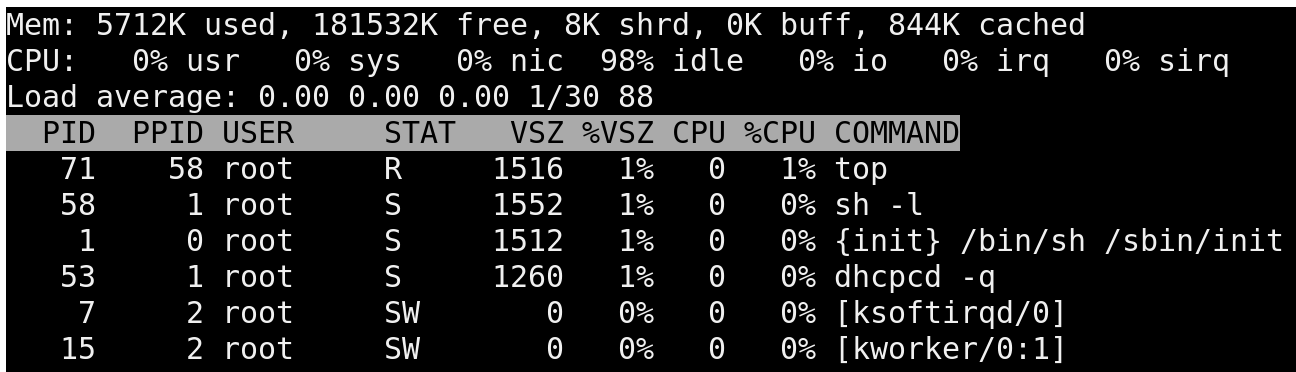 Mem: 5712K used, 181532K free, 8K shrd, 0K buff, 844K cached
CPU:   0% usr   0% sys   0% nic  98% idle   0% io   0% irq   0% sirq
Load average: 0.00 0.00 0.00 1/30 88
  PID  PPID USER     STAT   VSZ %VSZ CPU %CPU COMMAND
   71    58 root     R     1516   1%   0   1% top
   58     1 root     S     1552   1%   0   0% sh -l
    1     0 root     S     1512   1%   0   0% {init} /bin/sh /sbin/init
   53     1 root     S     1260   1%   0   0% dhcpcd -q
    7     2 root     SW       0   0%   0   0% [ksoftirqd/0]
   15     2 root     SW       0   0%   0   0% [kworker/0:1]